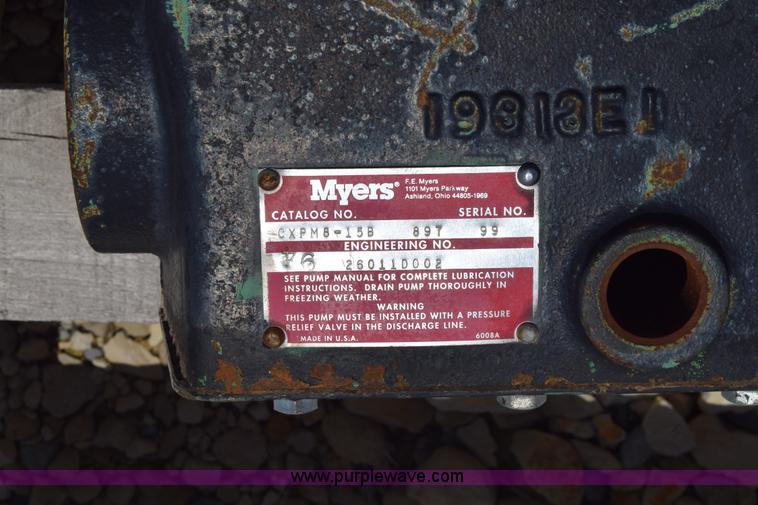 19813E1
Myers®
F.E. Myers
1101 Myers Parkway
Ashland, Ohio 44805-1969
CATALOG NO. SERIAL NO.
CXPM8-15B 897 99
ENGINEERING NO.
26011D002
SEE PUMP MANUAL FOR COMPLETE LUBRICATION
INSTRUCTIONS. DRAIN PUMP THOROUGHLY IN
FREEZING WEATHER.
WARNING
THIS PUMP MUST BE INSTALLED WITH A PRESSURE
RELIEF VALVE IN THE DISCHARGE LINE.
MADE IN U.S.A. 6008A
www.purplewave.com